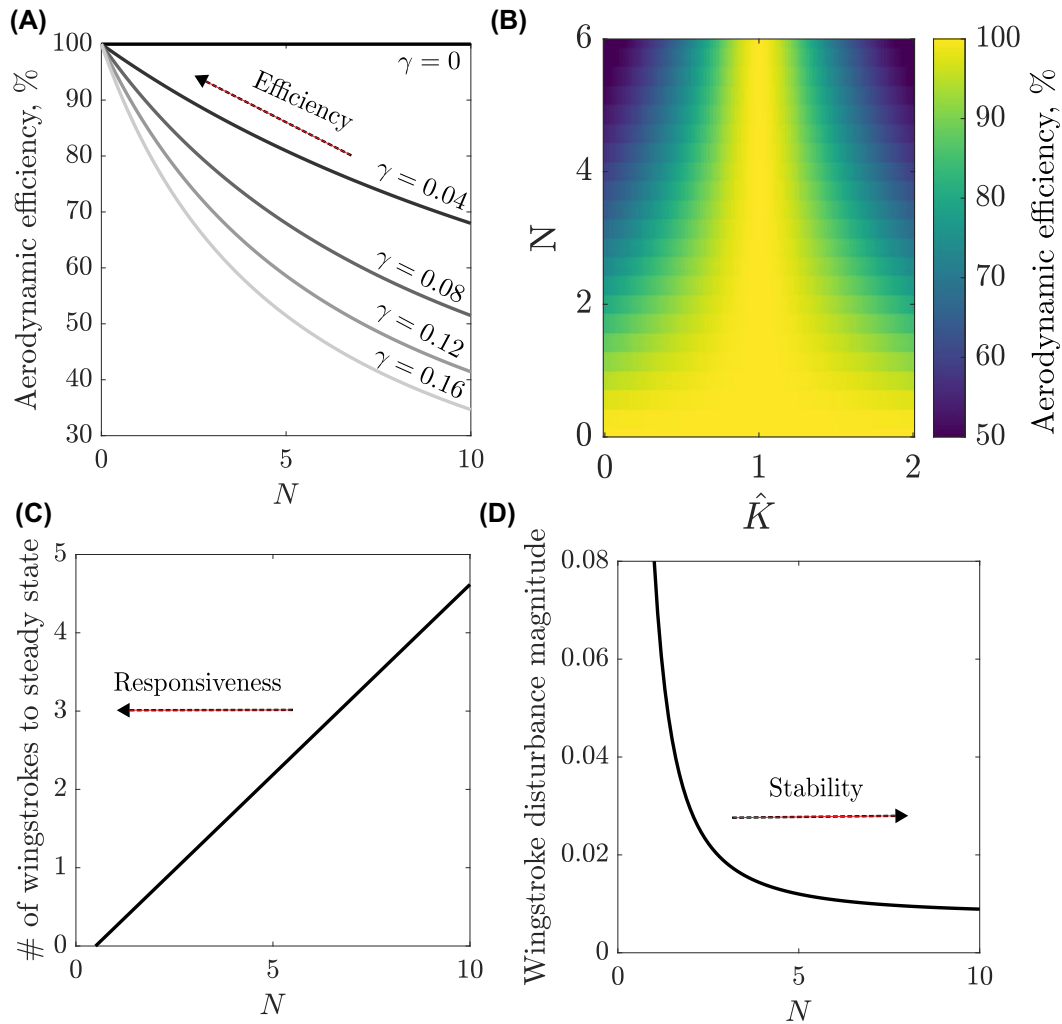 (A)
Aerodynamic efficiency, %
100
90
80
70
60
50
40
30
Efficiency
γ = 0
γ = 0.04
γ = 0.08
γ = 0.12
γ = 0.16
0
5
10
N
(B)
N
6
4
2
0
0
1
2
K̂
100
90
80
70
60
50
Aerodynamic efficiency, %
(C)
# of wingstrokes to steady state
5
4
3
2
1
0
Responsiveness
0
5
10
N
(D)
Wingstroke disturbance magnitude
0.08
0.06
0.04
0.02
0
Stability
0
5
10
N